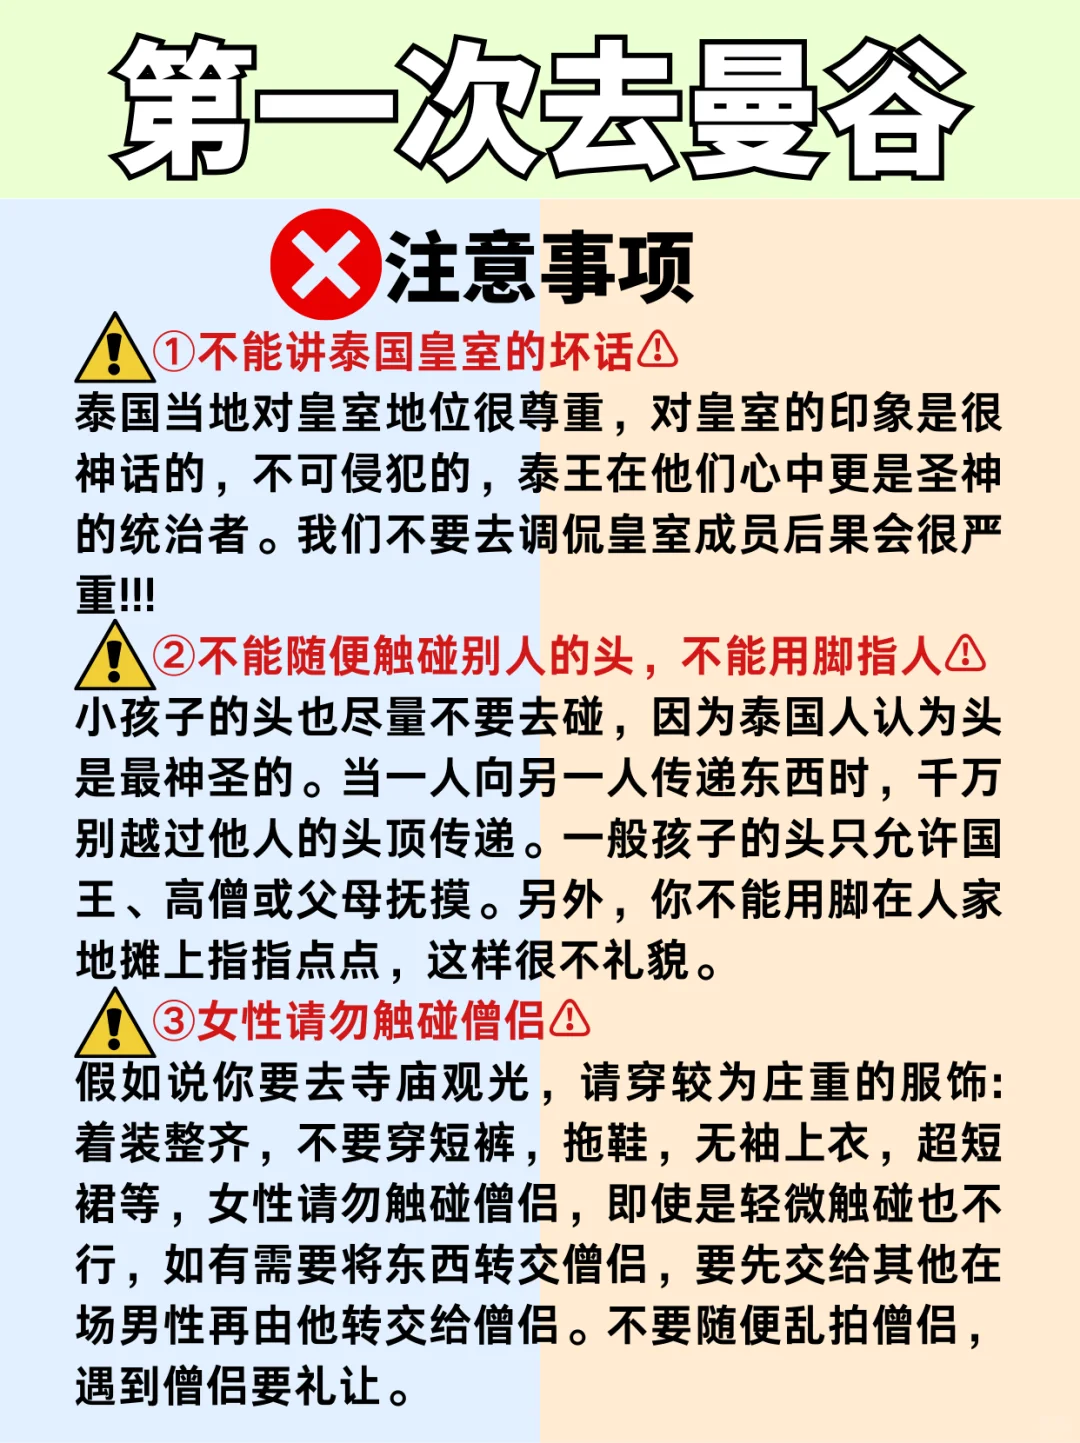 第一次去曼谷
注意事项
①不能讲泰国皇室的坏话⚠
泰国当地对皇室地位很尊重，对皇室的印象是很
神话的，不可侵犯的，泰王在他们心中更是圣神
的统治者。我们不要去调侃皇室成员后果会很严
重!!!
②不能随便触碰别人的头，不能用脚指人⚠
小孩子的头也尽量不要去碰，因为泰国人认为头
是最神圣的。当一人向另一人传递东西时，千万
别越过他人的头顶传递。一般孩子的头只允许国
王、高僧或父母抚摸。另外，你不能用脚在人家
地摊上指指点点，这样很不礼貌。
③女性请勿触碰僧侣⚠
假如说你要去寺庙观光，请穿较为庄重的服饰:
着装整齐，不要穿短裤，拖鞋，无袖上衣，超短
裙等，女性请勿触碰僧侣，即使是轻微触碰也不
行，如有需要将东西转交僧侣，要先交给其他在
场男性再由他转交给僧侣。不要随便乱拍僧侣，
遇到僧侣要礼让。